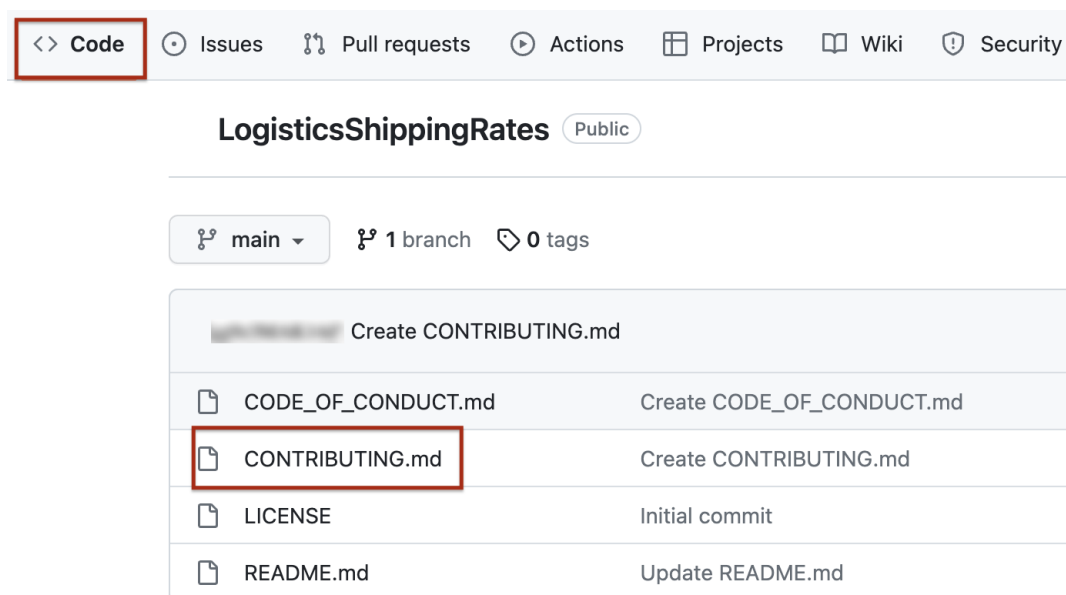 Code Issues Pull requests Actions Projects Wiki Security
LogisticsShippingRates Public
main 1 branch 0 tags
Create CONTRIBUTING.md
CODE_OF_CONDUCT.md Create CODE_OF_CONDUCT.md
CONTRIBUTING.md Create CONTRIBUTING.md
LICENSE Initial commit
README.md Update README.md